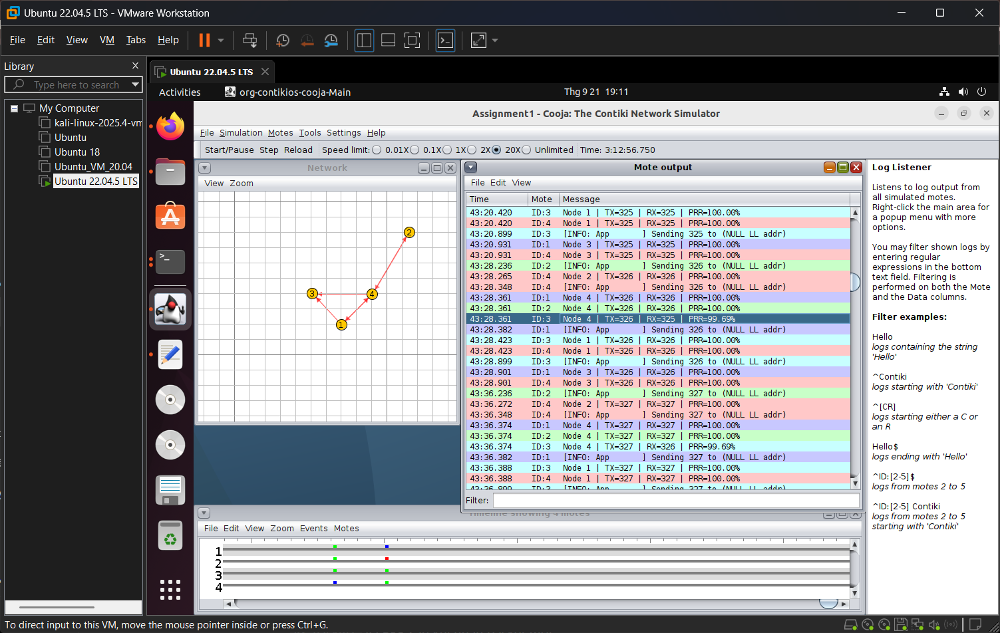 Ubuntu 22.04.5 LTS - VMware Workstation
File Edit View VM Tabs Help
Library
Type here to search
My Computer
kali-linux-2025.4-vm
Ubuntu
Ubuntu 18
Ubuntu_VM_20.04
Ubuntu 22.04.5 LTS
Ubuntu 22.04.5 LTS
Activities org-contikios-cooja-Main Thg 9 21 19:11
Assignment1 - Cooja: The Contiki Network Simulator
File Simulation Motes Tools Settings Help
Start/Pause Step Reload Speed limit: 0.01X 0.1X 1X 2X 20X Unlimited Time: 3:12:56.750
Network
View Zoom
2
3
4
1
Mote output
File Edit View
Time Mote Message
43:20.420 ID:3 Node 1 | TX=325 | RX=325 | PRR=100.00%
43:20.420 ID:4 Node 1 | TX=325 | RX=325 | PRR=100.00%
43:20.899 ID:3 [INFO: App ] Sending 325 to (NULL LL addr)
43:20.931 ID:1 Node 3 | TX=325 | RX=325 | PRR=100.00%
43:20.931 ID:4 Node 3 | TX=325 | RX=325 | PRR=100.00%
43:28.236 ID:2 [INFO: App ] Sending 326 to (NULL LL addr)
43:28.265 ID:4 Node 2 | TX=326 | RX=326 | PRR=100.00%
43:28.348 ID:4 [INFO: App ] Sending 326 to (NULL LL addr)
43:28.361 ID:1 Node 4 | TX=326 | RX=326 | PRR=100.00%
43:28.361 ID:2 Node 4 | TX=326 | RX=326 | PRR=100.00%
43:28.361 ID:3 Node 4 | TX=326 | RX=325 | PRR=99.69%
43:28.382 ID:1 [INFO: App ] Sending 326 to (NULL LL addr)
43:28.423 ID:3 Node 1 | TX=326 | RX=326 | PRR=100.00%
43:28.423 ID:4 Node 1 | TX=326 | RX=326 | PRR=100.00%
43:28.899 ID:3 [INFO: App ] Sending 326 to (NULL LL addr)
43:28.901 ID:1 Node 3 | TX=326 | RX=326 | PRR=100.00%
43:28.901 ID:4 Node 3 | TX=326 | RX=326 | PRR=100.00%
43:36.236 ID:2 [INFO: App ] Sending 327 to (NULL LL addr)
43:36.272 ID:4 Node 2 | TX=327 | RX=327 | PRR=100.00%
43:36.348 ID:4 [INFO: App ] Sending 327 to (NULL LL addr)
43:36.374 ID:1 Node 4 | TX=327 | RX=327 | PRR=100.00%
43:36.374 ID:2 Node 4 | TX=327 | RX=327 | PRR=100.00%
43:36.374 ID:3 Node 4 | TX=327 | RX=326 | PRR=99.69%
43:36.382 ID:1 [INFO: App ] Sending 327 to (NULL LL addr)
43:36.388 ID:3 Node 1 | TX=327 | RX=327 | PRR=100.00%
43:36.388 ID:4 Node 1 | TX=327 | RX=327 | PRR=100.00%
43:36.899 ID:3 [INFO: App ] Sending 327 to (NULL LL addr)
Filter:
Timeline showing 4 motes
File Edit View Zoom Events Motes
1
2
3
4
Log Listener
Listens to log output from
all simulated motes.
Right-click the main area for
a popup menu with more
options.
You may filter shown logs by
entering regular
expressions in the bottom
text field. Filtering is
performed on both the Mote
and the Data columns.
Filter examples:
Hello
logs containing the string
'Hello'
^Contiki
logs starting with 'Contiki'
^[CR]
logs starting either a C or
an R
Hello$
logs ending with 'Hello'
^ID:[2-5]$
logs from motes 2 to 5
^ID:[2-5] Contiki
logs from motes 2 to 5
starting with 'Contiki'
To direct input to this VM, move the mouse pointer inside or press Ctrl+G.